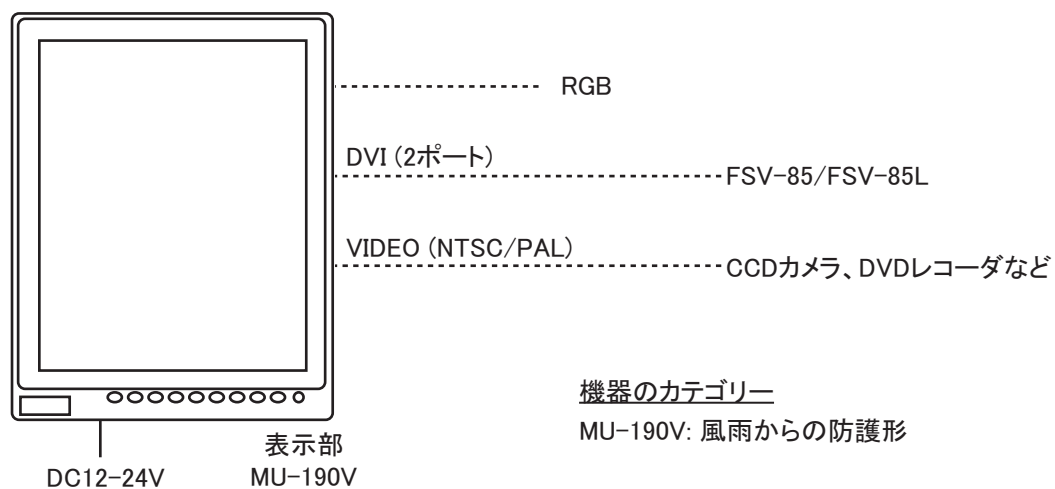 RGB
DVI (2ポート)
FSV-85/FSV-85L
VIDEO (NTSC/PAL)
CCDカメラ、DVDレコーダなど
機器のカテゴリー
MU-190V: 風雨からの防護形
表示部
MU-190V
DC12-24V